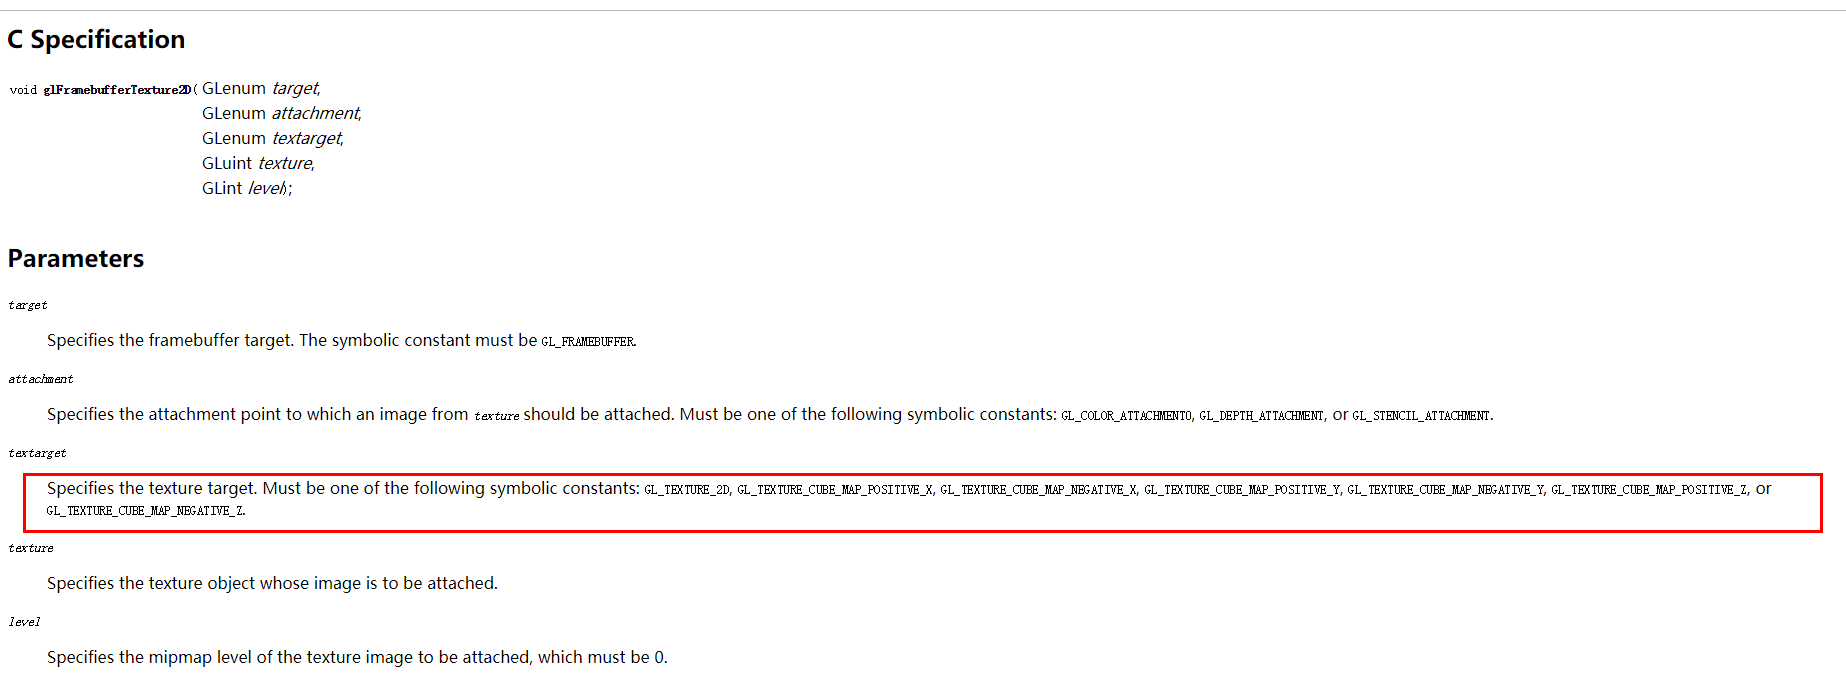 C Specification
void glFramebufferTexture2D( GLenum target,
GLenum attachment,
GLenum textarget,
GLuint texture,
GLint level);
Parameters
target
Specifies the framebuffer target. The symbolic constant must be GL_FRAMEBUFFER.
attachment
Specifies the attachment point to which an image from texture should be attached. Must be one of the following symbolic constants: GL_COLOR_ATTACHMENT0, GL_DEPTH_ATTACHMENT, or GL_STENCIL_ATTACHMENT.
textarget
Specifies the texture target. Must be one of the following symbolic constants: GL_TEXTURE_2D, GL_TEXTURE_CUBE_MAP_POSITIVE_X, GL_TEXTURE_CUBE_MAP_NEGATIVE_X, GL_TEXTURE_CUBE_MAP_POSITIVE_Y, GL_TEXTURE_CUBE_MAP_NEGATIVE_Y, GL_TEXTURE_CUBE_MAP_POSITIVE_Z, or
GL_TEXTURE_CUBE_MAP_NEGATIVE_Z.
texture
Specifies the texture object whose image is to be attached.
level
Specifies the mipmap level of the texture image to be attached, which must be 0.